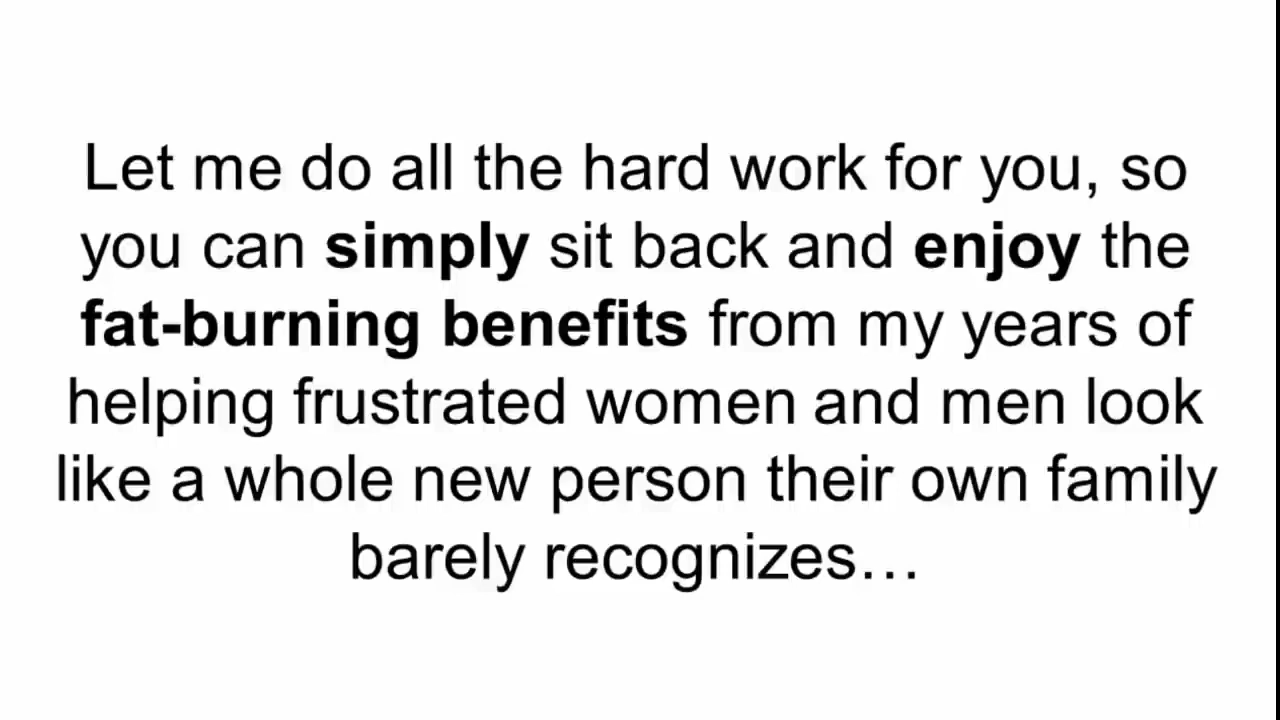 Let me do all the hard work for you, so
you can simply sit back and enjoy the
fat-burning benefits from my years of
helping frustrated women and men look
like a whole new person their own family
barely recognizes…